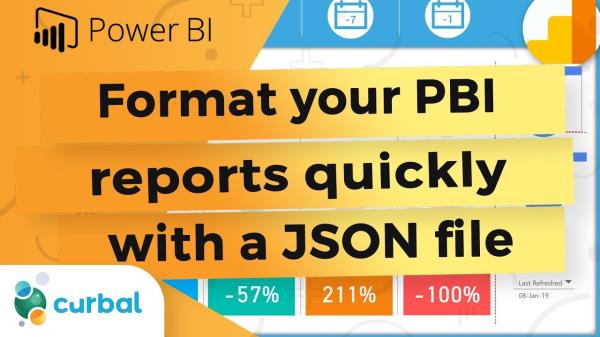 Power BI
-7
-1
Format your PBI
reports quickly
with a JSON file
-57%
211%
-100%
Last Refreshed
08-Jan-19
curbal